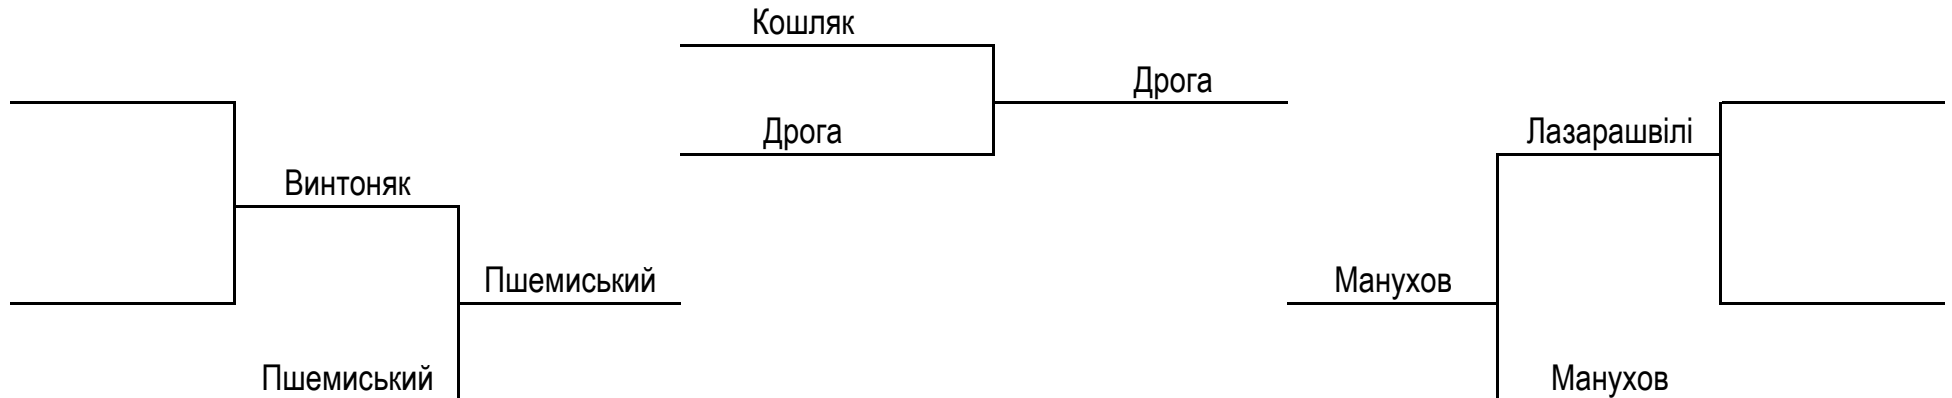 Кошляк
Дрога
Дрога
Лазарашвілі
Винтоняк
Пшемиський
Манухов
Пшемиський
Манухов